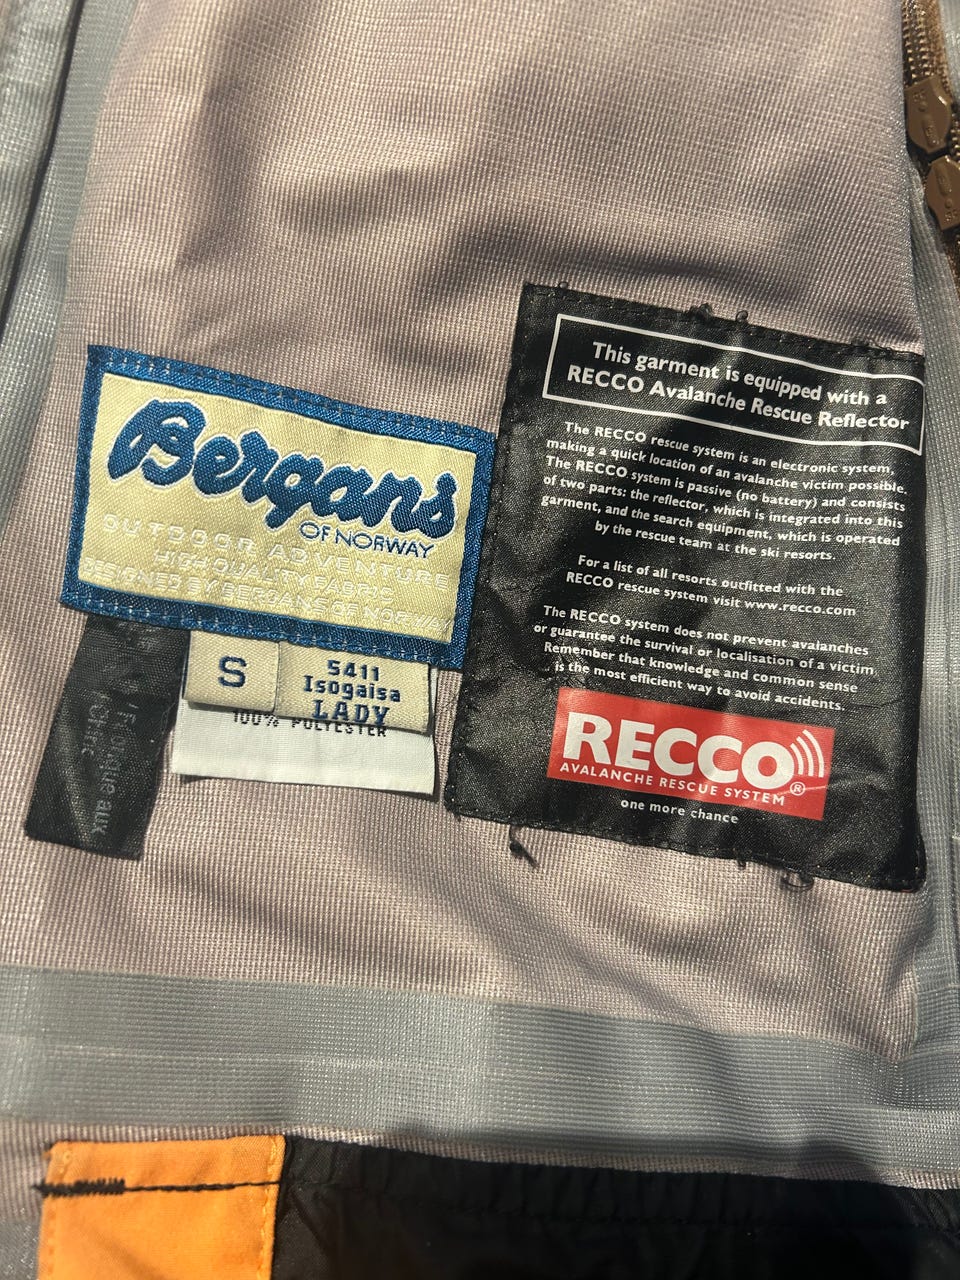 Bergans
OF NORWAY
OUTDOOR ADVENTURE
HIGH QUALITY FABRIC
DESIGNED BY BERGANS OF NORWAY
S
5411
Isogaisa
LADY
100% POLYESTER
This garment is equipped with a
RECCO Avalanche Rescue Reflector
The RECCO rescue system is an electronic system,
making a quick location of an avalanche victim possible.
The RECCO system is passive (no battery) and consists
of two parts: the reflector, which is integrated into this
garment, and the search equipment, which is operated
by the rescue team at the ski resorts.
For a list of all resorts outfitted with the
RECCO rescue system visit www.recco.com
The RECCO system does not prevent avalanches
or guarantee the survival or localisation of a victim
Remember that knowledge and common sense
is the most efficient way to avoid accidents.
RECCO®
AVALANCHE RESCUE SYSTEM
one more chance